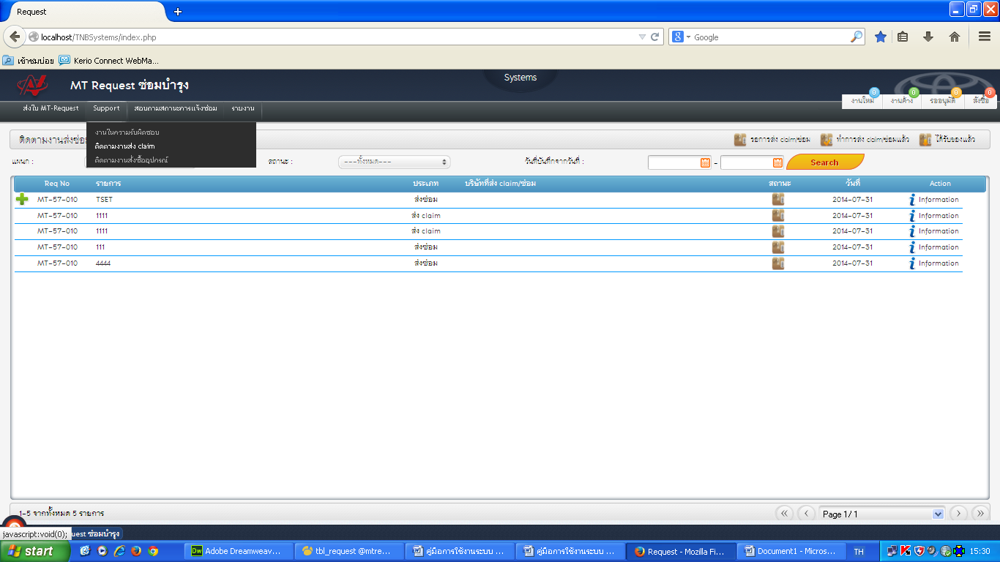 Request
localhost/TNBSystems/index.php
Google
เข้าชมบ่อย Kerio Connect WebMa...
MT Request ซ่อมบำรุง
Systems
0 0 0 0
งานใหม่ งานค้าง รออนุมัติ สั่งซื้อ
ส่งใบ MT-Request Support สอบถามสถานะการแจ้งซ่อม รายงาน
งานในความรับผิดชอบ
ติดตามงานส่ง claim
ติดตามงานสั่งซื้ออุปกรณ์
ติดตามงานส่งซ่อ
รอการส่ง claim/ซ่อม ทำการส่ง claim/ซ่อมแล้ว ได้รับของแล้ว
แผนก : สถานะ : ---ทั้งหมด--- วันที่บันทึกจากวันที่ : - Search
Req No รายการ ประเภท บริษัทที่ส่ง claim/ซ่อม สถานะ วันที่ Action
MT-57-010 TSET ส่งซ่อม 2014-07-31 Information
MT-57-010 1111 ส่ง claim 2014-07-31 Information
MT-57-010 1111 ส่ง claim 2014-07-31 Information
MT-57-010 111 ส่งซ่อม 2014-07-31 Information
MT-57-010 4444 ส่งซ่อม 2014-07-31 Information
1-5 จากทั้งหมด 5 รายการ
Page 1/ 1
javascript:void(0);
uest ซ่อมบำรุง
start Adobe Dreamweav... tbl_request @mtre... คู่มือการใช้งานระบบ ... คู่มือการใช้งานระบบ ... Request - Mozilla Fi... Document1 - Micros... TH 15:30